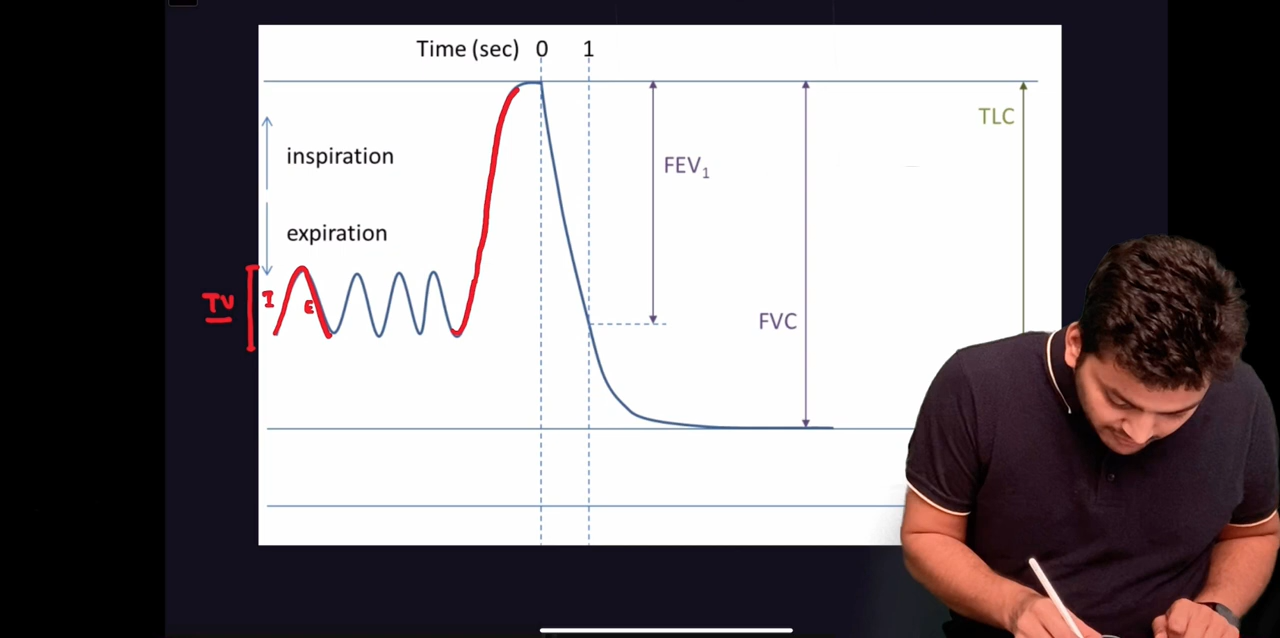 Time (sec) 0 1
TLC
inspiration
FEV1
expiration
I
E
TV
FVC